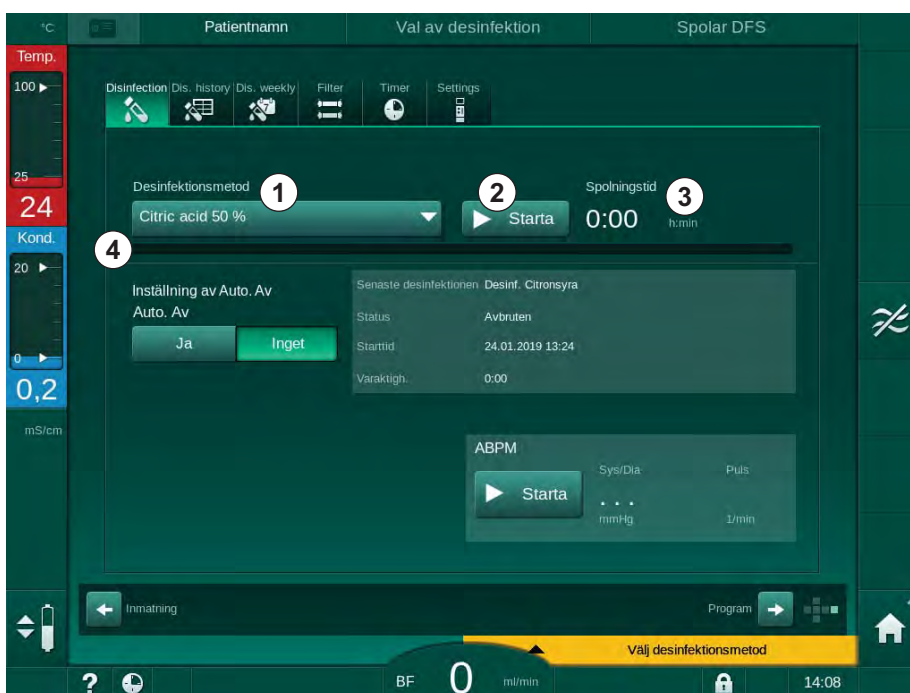 °C Patientnamn Val av desinfektion Spolar DFS
Temp.
100
25
24
Kond.
20
0
0,2
mS/cm
Disinfection Dis. history Dis. weekly Filter Timer Settings
7
Desinfektionsmetod 1 2 Spolningstid 3
Citric acid 50 % Starta 0:00 h:min
4
Inställning av Auto. Av
Auto. Av
Ja Inget
Senaste desinfektionen Desinf. Citronsyra
Status Avbruten
Starttid 24.01.2019 13:24
Varaktigh. 0:00
ABPM
Starta
Sys/Dia Puls
. . .
mmHg 1/min
Inmatning Program
Välj desinfektionsmetod
? BF 0 ml/min 14:08